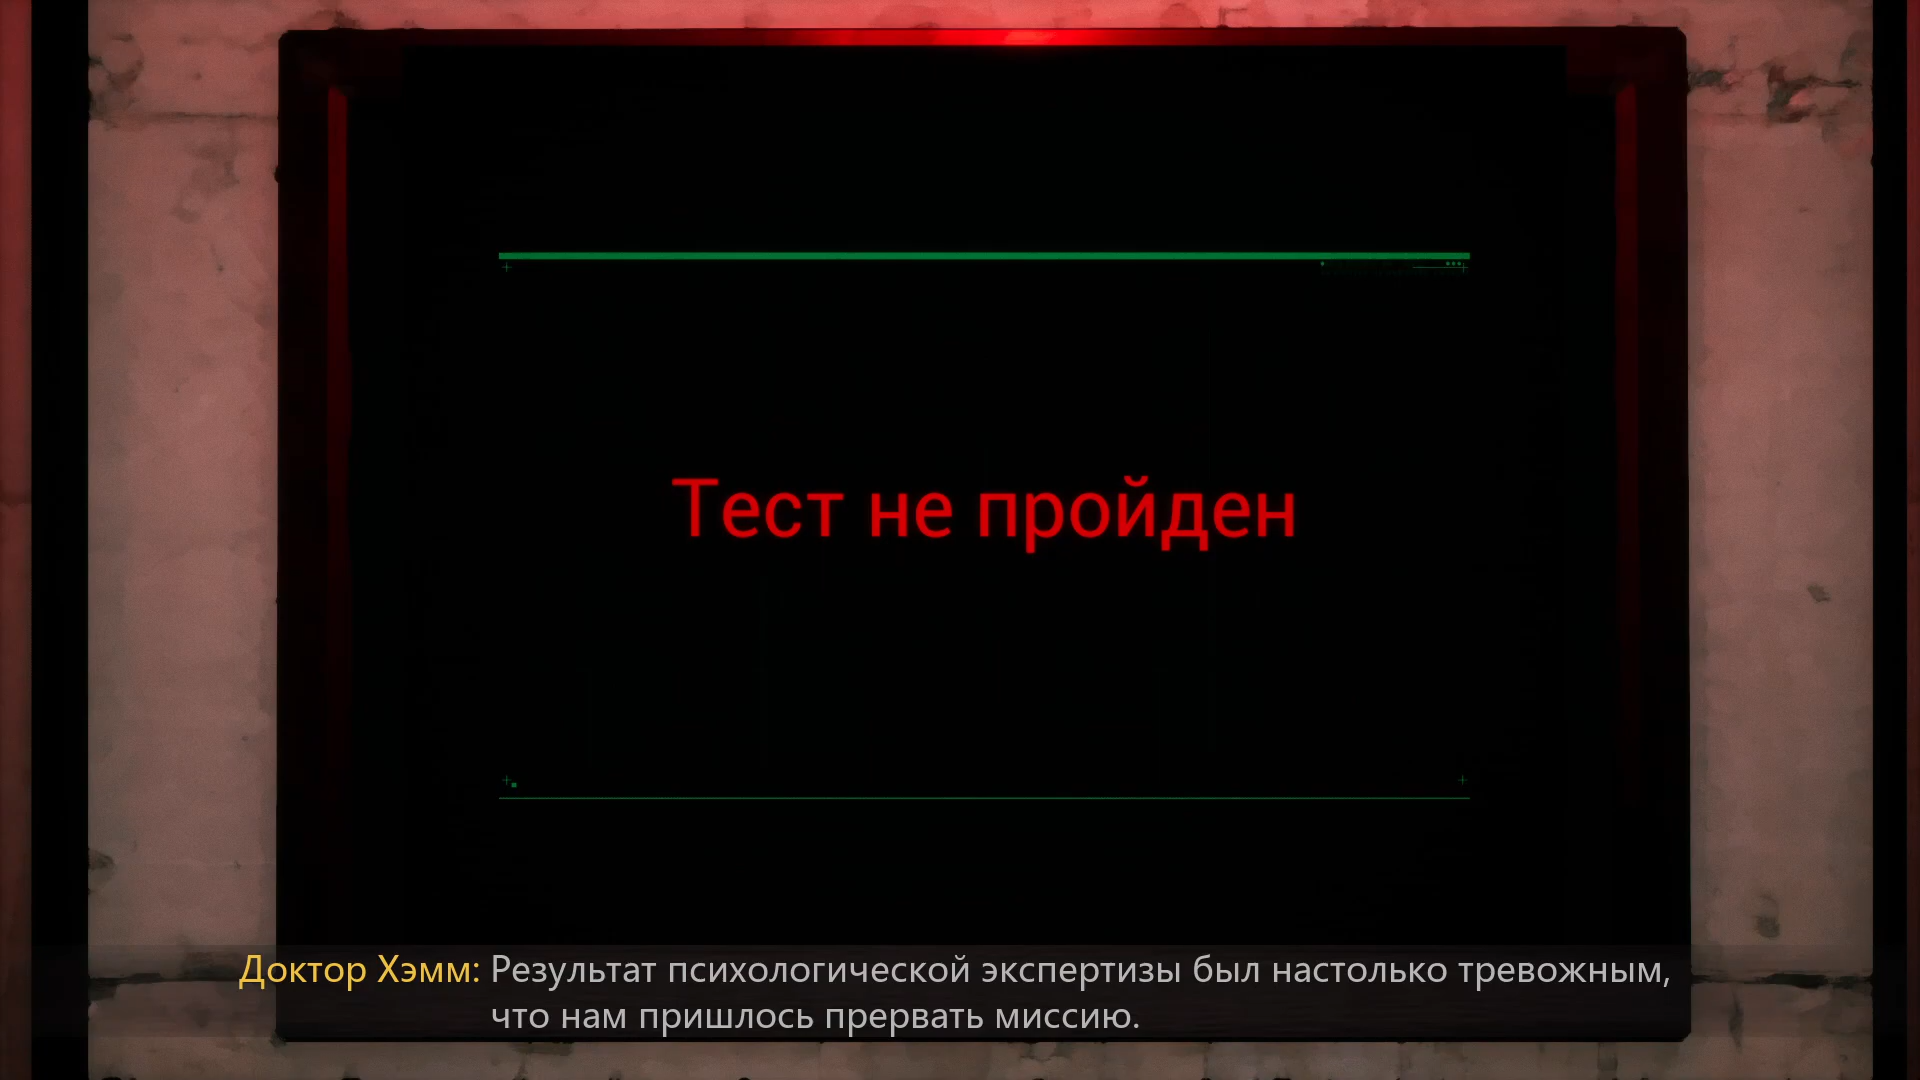 Тест не пройден
Доктор Хэмм: Результат психологической экспертизы был настолько тревожным,
что нам пришлось прервать миссию.